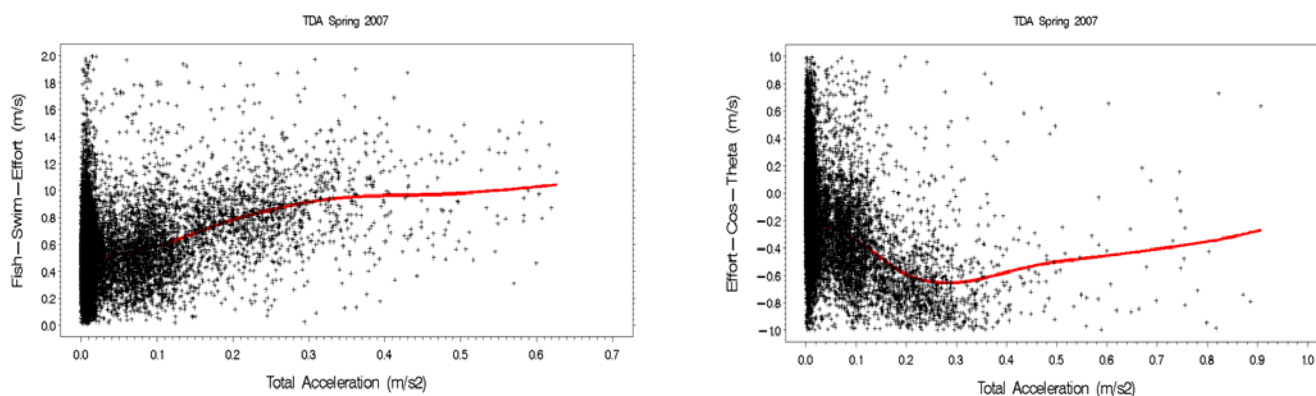 TDA Spring 2007
Fish-Swim-Effort (m/s)
2.0
1.8
1.6
1.4
1.2
1.0
0.8
0.6
0.4
0.2
0.0
0.0 0.1 0.2 0.3 0.4 0.5 0.6 0.7
Total Acceleration (m/s2)
TDA Spring 2007
Effort-Cos-Theta (m/s)
1.0
0.8
0.6
0.4
0.2
0.0
-0.2
-0.4
-0.6
-0.8
-1.0
0.0 0.1 0.2 0.3 0.4 0.5 0.6 0.7 0.8 0.9 1.0
Total Acceleration (m/s2)